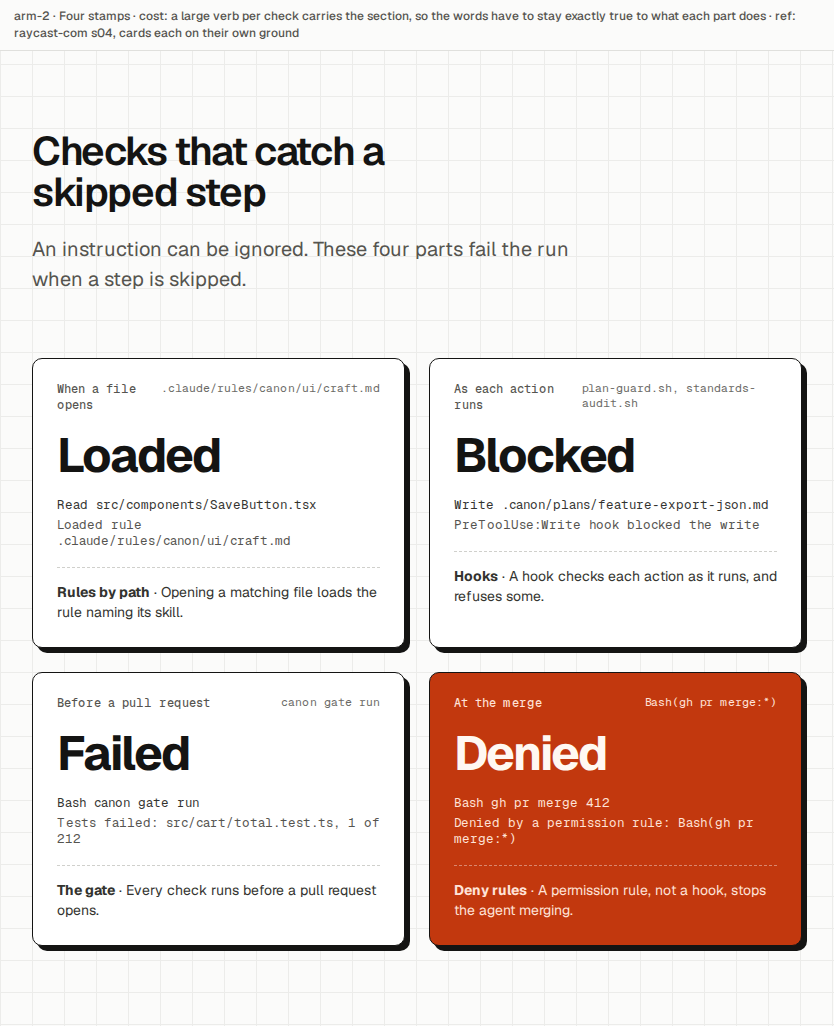 arm-2 · Four stamps · cost: a large verb per check carries the section, so the words have to stay exactly true to what each part does · ref:
raycast-com s04, cards each on their own ground
Checks that catch a
skipped step
An instruction can be ignored. These four parts fail the run
when a step is skipped.
When a file
opens
.claude/rules/canon/ui/craft.md
Loaded
Read src/components/SaveButton.tsx
Loaded rule
.claude/rules/canon/ui/craft.md
Rules by path · Opening a matching file loads the
rule naming its skill.
As each action
runs
plan-guard.sh, standards-
audit.sh
Blocked
Write .canon/plans/feature-export-json.md
PreToolUse:Write hook blocked the write
Hooks · A hook checks each action as it runs, and
refuses some.
Before a pull request
canon gate run
Failed
Bash canon gate run
Tests failed: src/cart/total.test.ts, 1 of
212
The gate · Every check runs before a pull request
opens.
At the merge
Bash(gh pr merge:*)
Denied
Bash gh pr merge 412
Denied by a permission rule: Bash(gh pr
merge:*)
Deny rules · A permission rule, not a hook, stops
the agent merging.